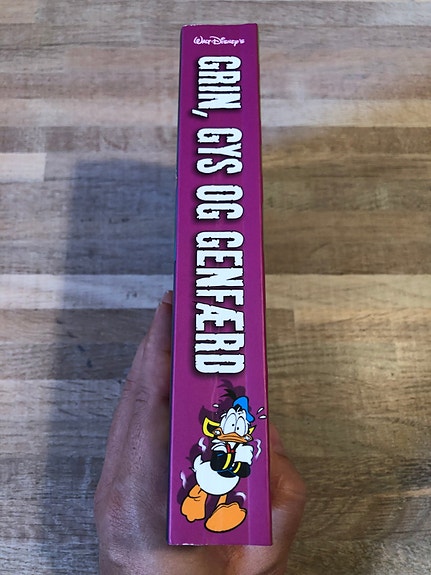 Walt Disney's
GRIN, GYS OG GENFÆRD